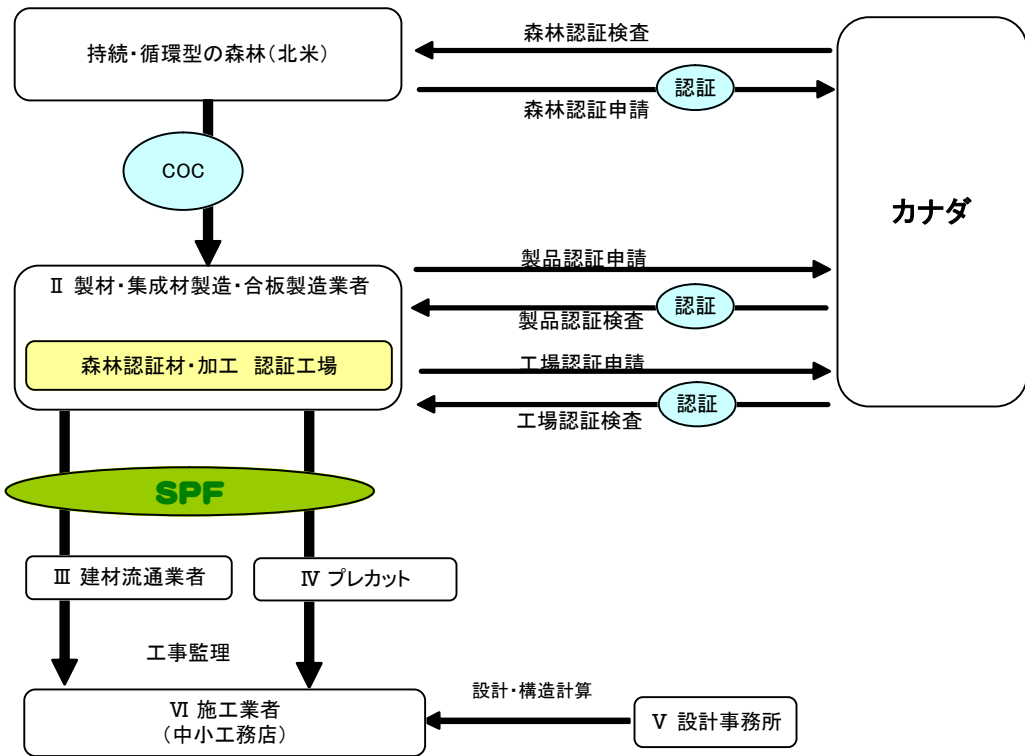 持続・循環型の森林（北米）
森林認証検査
認証
森林認証申請
COC
カナダ
Ⅱ 製材・集成材製造・合板製造業者
製品認証申請
認証
製品認証検査
森林認証材・加工 認証工場
工場認証申請
認証
工場認証検査
SPF
Ⅲ 建材流通業者
Ⅳ プレカット
工事監理
Ⅵ 施工業者
（中小工務店）
設計・構造計算
Ⅴ 設計事務所